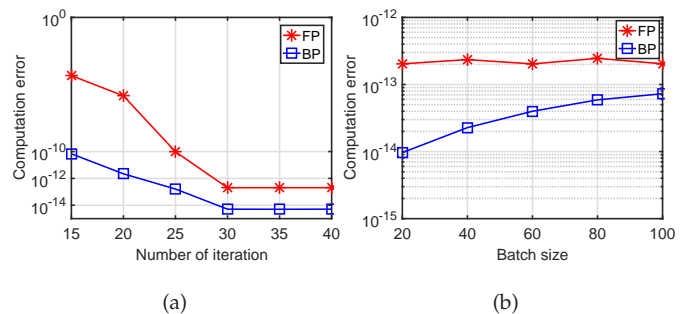 10^0
10^-10
10^-12
10^-14
Computation error
15 20 25 30 35 40
Number of iteration
FP
BP
(a)
10^-12
10^-13
10^-14
10^-15
Computation error
20 40 60 80 100
Batch size
FP
BP
(b)